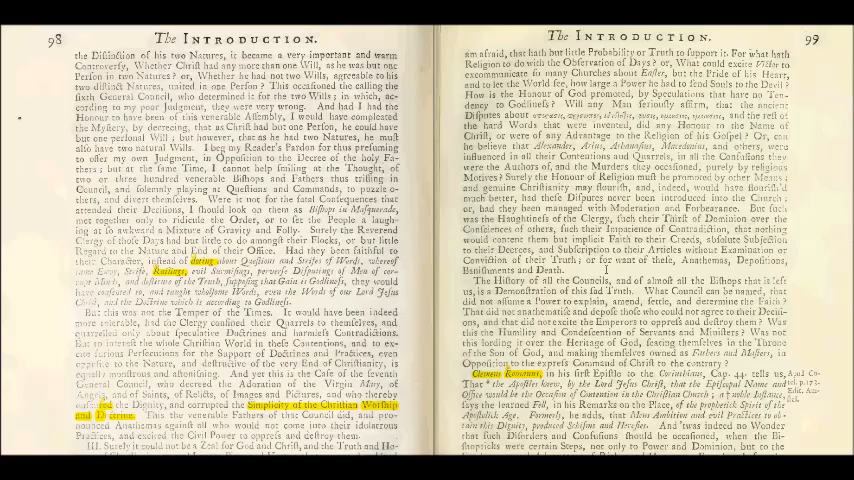 98
The INTRODUCTION.
the Distinction of his two Natures, it became a very important and warm
Controversy, Whether Christ had any more than one Will, as he was but one
Person in two Natures? or, Whether he had not two Wills, agreeable to his
two distinct Natures, united in one Person? This occasioned the calling the
sixth General Council, who determined it for the two Wills; in which, ac-
cording to my poor Judgment, they were very wrong. And had I had the
Honour to have been of this venerable Assembly, I would have compleated
the Mystery, by decreeing, that as Christ had but one Person, he could have
but one personal Will; but however, that as he had two Natures, he must
also have two natural Wills. I beg my Reader's Pardon for thus presuming
to offer my own Judgment, in Opposition to the Decree of the holy Fa-
thers; but at the same Time, I cannot help smiling at the Thought, of
two or three hundred venerable Bishops and Fathers thus trifling in
Council, and solemnly playing at Questions and Commands, to puzzle o-
thers, and divert themselves. Were it not for the fatal Consequences that
attended their Decisions, I should look on them as Bishops in Masquerade,
met together only to ridicule the Order, or to set the People a laugh-
ing at so awkward a Mixture of Gravity and Folly. Surely the Reverend
Clergy of those Days had but little to do amongst their Flocks, or but little
Regard to the Nature and End of their Office. Had they been faithful to
their Character, instead of doting about Questions and Strifes of Words, whereof
came Envy, Strife, Railings, evil Surmisings, perverse Disputings of Men of cor-
rupt Minds, and destitute of the Truth, supposing that Gain is Godliness, they would
have consented to, and taught wholsome Words, even the Words of our Lord Jesus
Christ, and the Doctrine which is according to Godliness.
But this was not the Temper of the Times. It would have been indeed
more tolerable, had the Clergy confined their Quarrels to themselves, and
quarrelled only about speculative Doctrines and harmless Contradictions.
But to interest the whole Christian World in these Contentions, and to ex-
cite furious Persecutions for the Support of Doctrines and Practices, even
opposite to the Nature, and destructive of the very End of Christianity, is
equally monstrous and astonishing. And this is the Case of the seventh
General Council, who decreed the Adoration of the Virgin Mary, of
Angels, and of Saints, of Relicts, of Images and Pictures, and who thereby
the Dignity, and corrupted the Simplicity of the Christian Worship
and Doctrine. This the venerable Fathers of that Council did, and pro-
nounced Anathemas against all who would not come into their idolatrous
Practices, and excited the Civil Power to oppress and destroy them.
III. Surely it could not be a Zeal for God and Christ, and the Truth and Ho-
The INTRODUCTION.
99
am afraid, that hath but little Probability or Truth to support it. For what hath
Religion to do with the Observation of Days? or, What could excite Victor to
excommunicate so many Churches about Easter, but the Pride of his Heart,
and to let the World see, how large a Power he had to send Souls to the Devil?
How is the Honour of God promoted, by Speculations that have no Ten-
dency to Godliness? Will any Man seriously affirm, that the ancient
Disputes about and the rest of
the hard Words that were invented, did any Honour to the Name of
Christ, or were of any Advantage to the Religion of his Gospel? Or, can
he believe that Alexander, Arius, Athanasius, Macedonius, and others, were
influenced in all their Contentions and Quarrels, in all the Confusions they
were the Authors of, and the Murthers they occasioned, purely by religious
Motives? Surely the Honour of Religion must be promoted by other Means;
and genuine Christianity may flourish, and, indeed, would have flourish'd
much better, had these Disputes never been introduced into the Church;
or, had they been managed with Moderation and Forbearance. But such
was the Haughtiness of the Clergy, such their Thirst of Dominion over the
Consciences of others, such their Impatience of Contradiction, that nothing
would content them but implicit Faith to their Creeds, absolute Subjection
to their Decrees, and Subscription to their Articles without Examination or
Conviction of their Truth; or for want of these, Anathemas, Depositions,
Banishments and Death.
The History of all the Councils, and of almost all the Bishops that is left
us, is a Demonstration of this sad Truth. What Council can be named, that
did not assume a Power to explain, amend, settle, and determine the Faith?
That did not anathematise and depose those who could not agree to their Decisi-
ons, and that did not excite the Emperors to oppress and destroy them? Was
this the Humility and Condescension of Servants and Ministers? Was not
this lording it over the Heritage of God, seating themselves in the Throne
of the Son of God, and making themselves owned as Fathers and Masters, in
Opposition to the express Command of Christ to the contrary?
Clemens Romanus, in his first Epistle to the Corinthians, Cap. 44. tells us,
That the Apostles knew, by the Lord Jesus Christ, that the Episcopal Name and
Office would be the Occasion of Contention in the Christian Church; a noble Instance,
says the learned Fell, in his Remarks on the Place, of the prophetick Spirit of the
Apostolick Age. Formerly, he adds, that Mens Ambition and evil Practices to ob-
tain this Dignity, produced Schisms and Heresies. And 'twas indeed no Wonder
that such Disorders and Confusions should be occasioned, when the Bi-
shopricks were certain Steps, not only to Power and Dominion, but to the
p. 173.